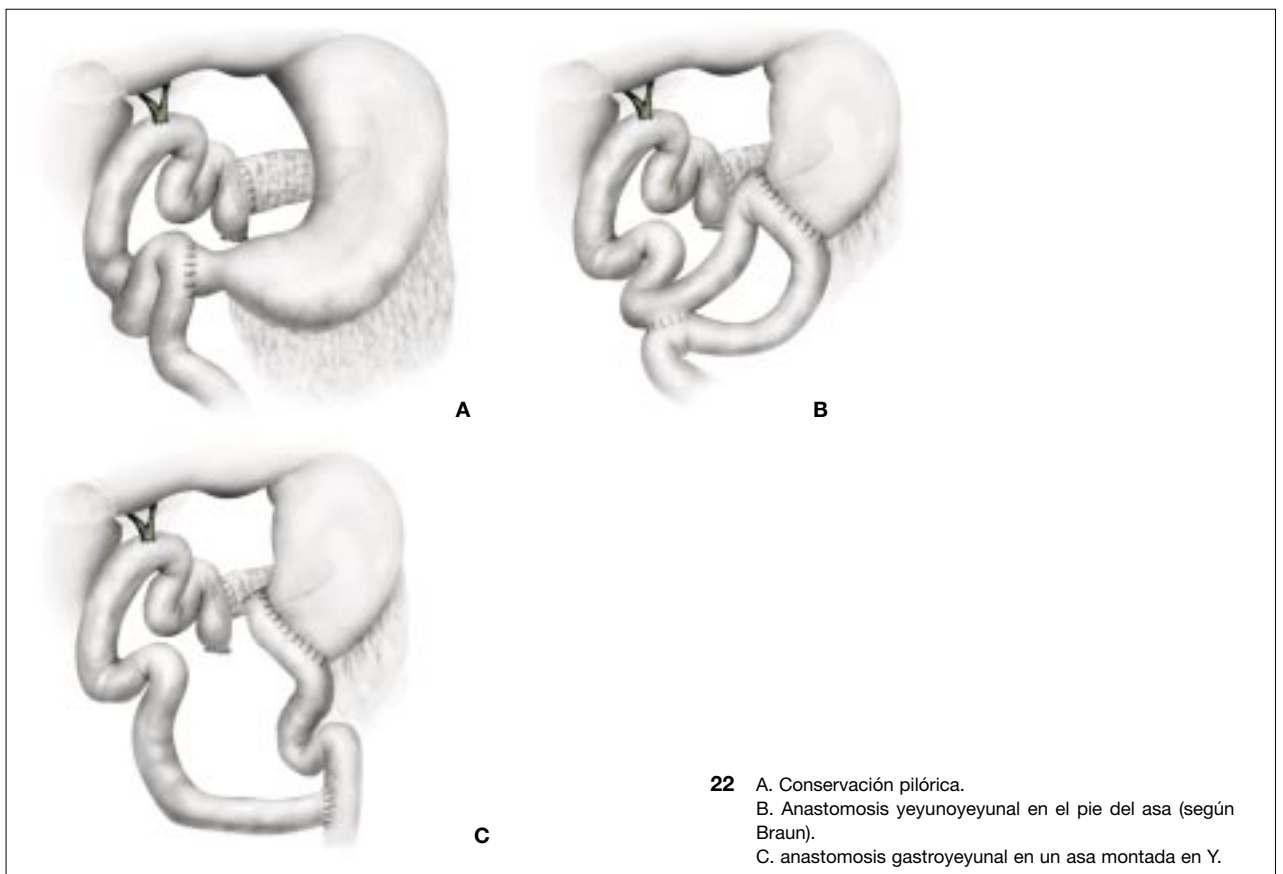 A
B
C
22 A. Conservación pilórica.
B. Anastomosis yeyunoyeyunal en el pie del asa (según
Braun).
C. anastomosis gastroyeyunal en un asa montada en Y.